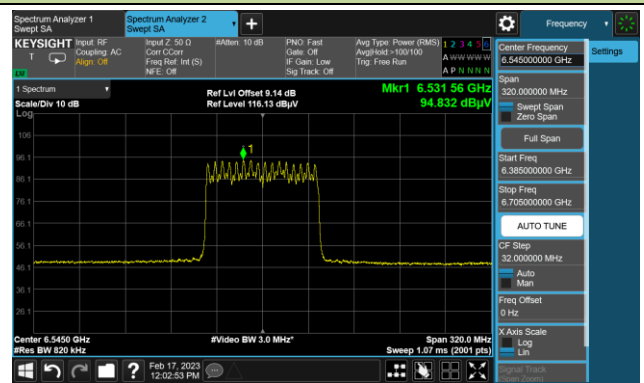 Spectrum Analyzer 1
Swept SA
Spectrum Analyzer 2
Swept SA
+
Frequency
KEYSIGHT
T
LU
Input: RF
Coupling: AC
Align: Off
Input Z: 50 Ω
Corr CCorr
Freq Ref: Int (S)
NFE: Off
#Atten: 10 dB
PNO: Fast
Gate: Off
IF Gain: Low
Sig Track: Off
Avg Type: Power (RMS)
Avg|Hold:>100/100
Trig: Free Run
1 2 3 4 5 6
A W W W W W
A P N N N N
1 Spectrum
Scale/Div 10 dB
Log
Ref Lvl Offset 9.14 dB
Ref Level 116.13 dBµV
Mkr1 6.531 56 GHz
94.832 dBµV
106
96.1
86.1
76.1
66.1
56.1
46.1
36.1
26.1
1
Center 6.5450 GHz
#Res BW 820 kHz
#Video BW 3.0 MHz*
Span 320.0 MHz
Sweep 1.07 ms (2001 pts)
Center Frequency
6.545000000 GHz
Settings
Span
320.000000 MHz
Swept Span
Zero Span
Full Span
Start Freq
6.385000000 GHz
Stop Freq
6.705000000 GHz
AUTO TUNE
CF Step
32.000000 MHz
Auto
Man
Freq Offset
0 Hz
X Axis Scale
Log
Lin
Signal Track
(Span Zoom)
?
Feb 17, 2023
12:02:53 PM